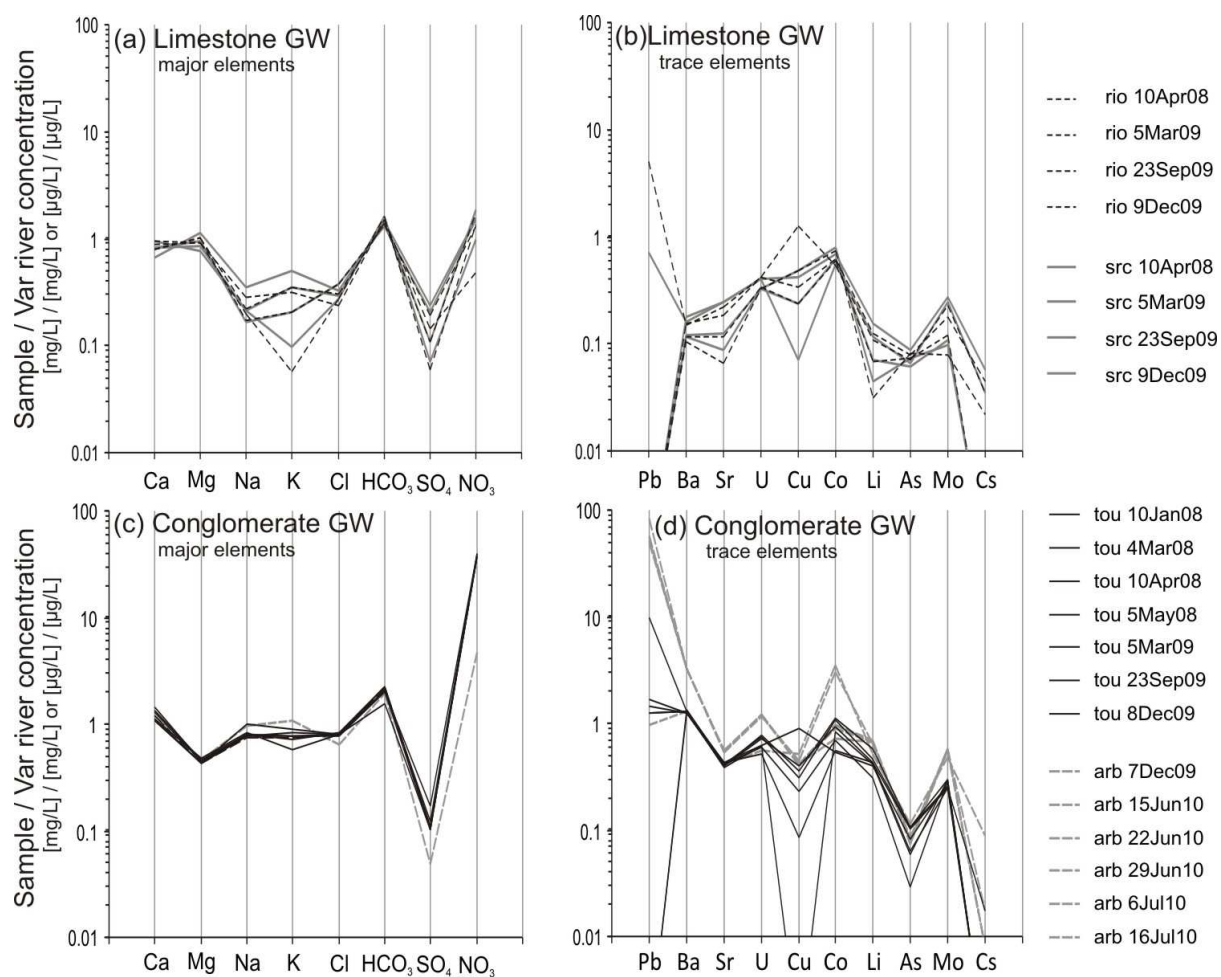 (a) Limestone GW
major elements
Sample / Var river concentration
[mg/L] / [mg/L] or [µg/L] / [µg/L]
100
10
1
0.1
0.01
Ca Mg Na K Cl HCO₃ SO₄ NO₃
(b)Limestone GW
trace elements
100
10
1
0.1
0.01
Pb Ba Sr U Cu Co Li As Mo Cs
rio 10Apr08
rio 5Mar09
rio 23Sep09
rio 9Dec09
src 10Apr08
src 5Mar09
src 23Sep09
src 9Dec09
(c) Conglomerate GW
major elements
Sample / Var river concentration
[mg/L] / [mg/L] or [µg/L] / [µg/L]
100
10
1
0.1
0.01
Ca Mg Na K Cl HCO₃ SO₄ NO₃
(d) Conglomerate GW
trace elements
100
10
1
0.1
0.01
Pb Ba Sr U Cu Co Li As Mo Cs
tou 10Jan08
tou 4Mar08
tou 10Apr08
tou 5May08
tou 5Mar09
tou 23Sep09
tou 8Dec09
arb 7Dec09
arb 15Jun10
arb 22Jun10
arb 29Jun10
arb 6Jul10
arb 16Jul10